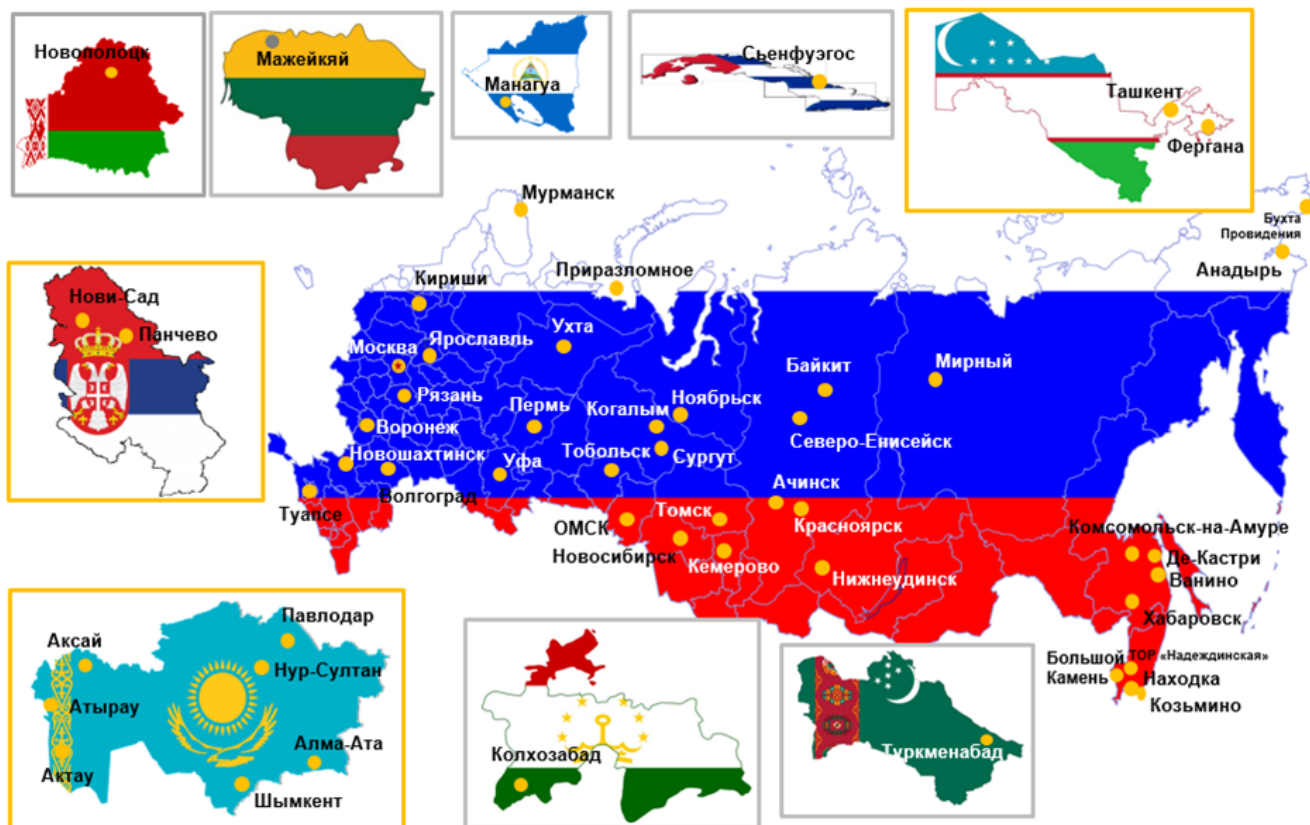 Новополоцк
Мажейкяй
Манагуа
Сьенфуэгос
Ташкент
Фергана
Мурманск
Бухта
Провидения
Анадырь
Приразломное
Кириши
Нови-Сад
Панчево
Москва
Ярославль
Ухта
Байкит
Мирный
Рязань
Пермь
Когалым
Ноябрьск
Воронеж
Северо-Енисейск
Новошахтинск
Уфа
Тобольск
Сургут
Волгоград
Туапсе
Ачинск
ОМСК
Томск
Красноярск
Новосибирск
Кемерово
Нижнеудинск
Комсомольск-на-Амуре
Де-Кастри
Ванино
Хабаровск
Большой
Камень
ТОР «Надеждинская»
Находка
Козьмино
Павлодар
Аксай
Нур-Султан
Атырау
Алма-Ата
Актау
Шымкент
Колхозабад
Туркменабад